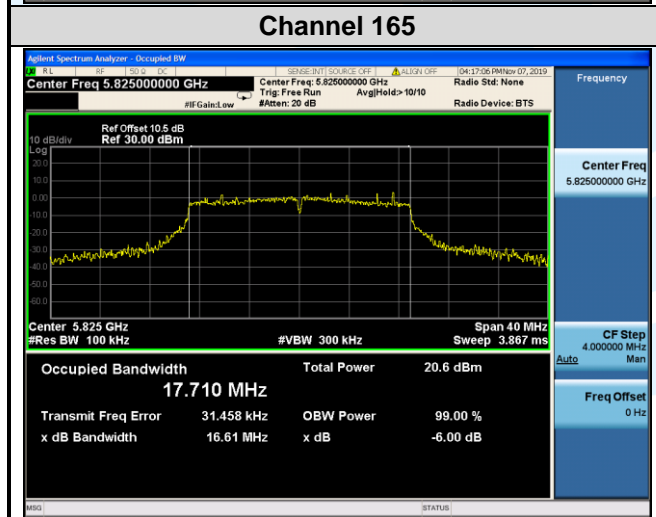 Channel 165
Agilent Spectrum Analyzer - Occupied BW
RL RF 50 Ω DC SENSE:INT SOURCE OFF ALIGN OFF 04:17:06 PM Nov 07, 2019
Center Freq 5.825000000 GHz
Center Freq: 5.825000000 GHz
Radio Std: None
Trig: Free Run Avg|Hold:> 10/10
#IFGain:Low #Atten: 20 dB Radio Device: BTS
Frequency
Ref Offset 10.5 dB
10 dB/div Ref 30.00 dBm
Log
20.0
10.0
0.00
-10.0
-20.0
-30.0
-40.0
-50.0
-60.0
Center Freq
5.825000000 GHz
Center 5.825 GHz Span 40 MHz
#Res BW 100 kHz #VBW 300 kHz Sweep 3.867 ms
CF Step
4.000000 MHz
Auto Man
Occupied Bandwidth Total Power 20.6 dBm
17.710 MHz
Transmit Freq Error 31.458 kHz OBW Power 99.00 %
x dB Bandwidth 16.61 MHz x dB -6.00 dB
Freq Offset
0 Hz
MSG STATUS